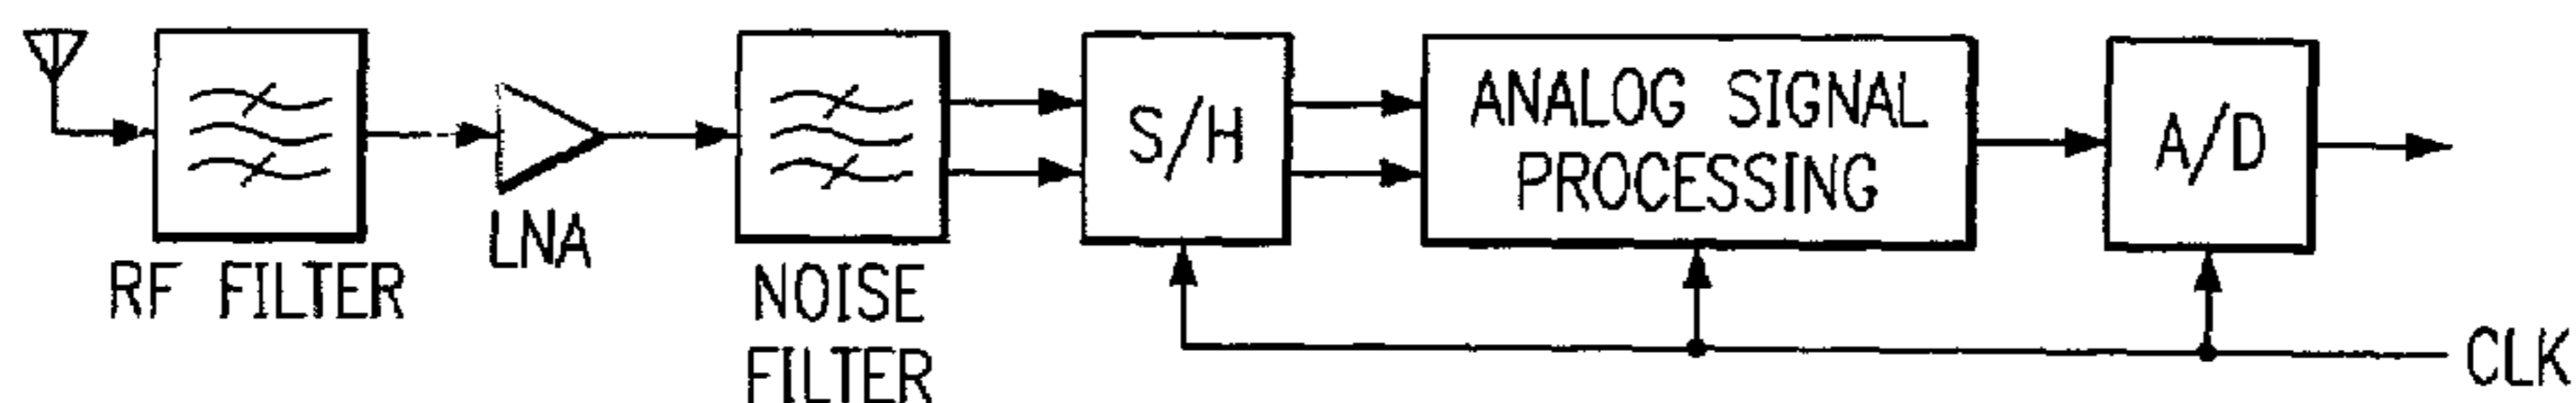 RF FILTER
LNA
NOISE
FILTER
S/H
ANALOG SIGNAL
PROCESSING
A/D
CLK